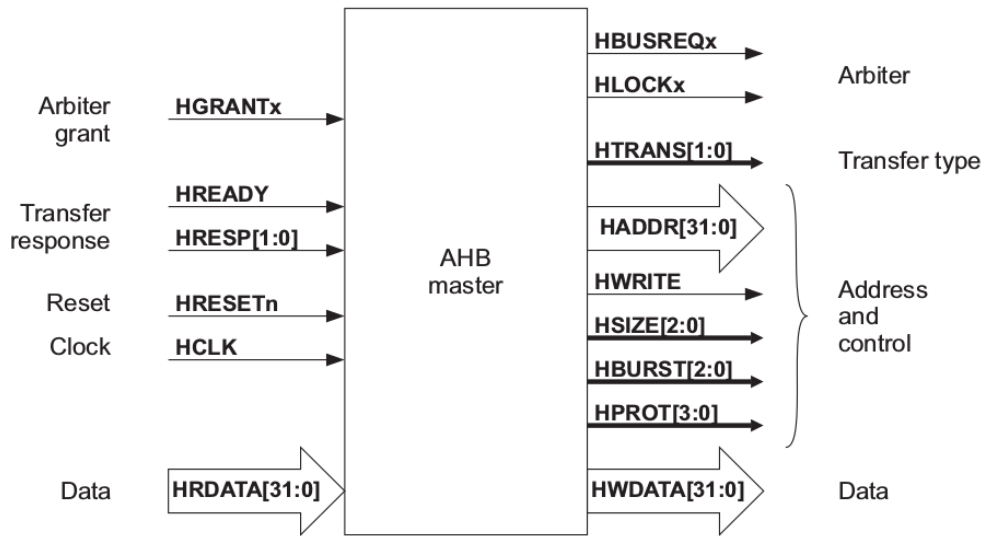 Arbiter
grant
HGRANTx
Transfer
response
HREADY
HRESP[1:0]
Reset
HRESETn
Clock
HCLK
Data
HRDATA[31:0]
AHB
master
HBUSREQx
HLOCKx
Arbiter
HTRANS[1:0]
Transfer type
HADDR[31:0]
HWRITE
HSIZE[2:0]
HBURST[2:0]
HPROT[3:0]
Address
and
control
HWDATA[31:0]
Data